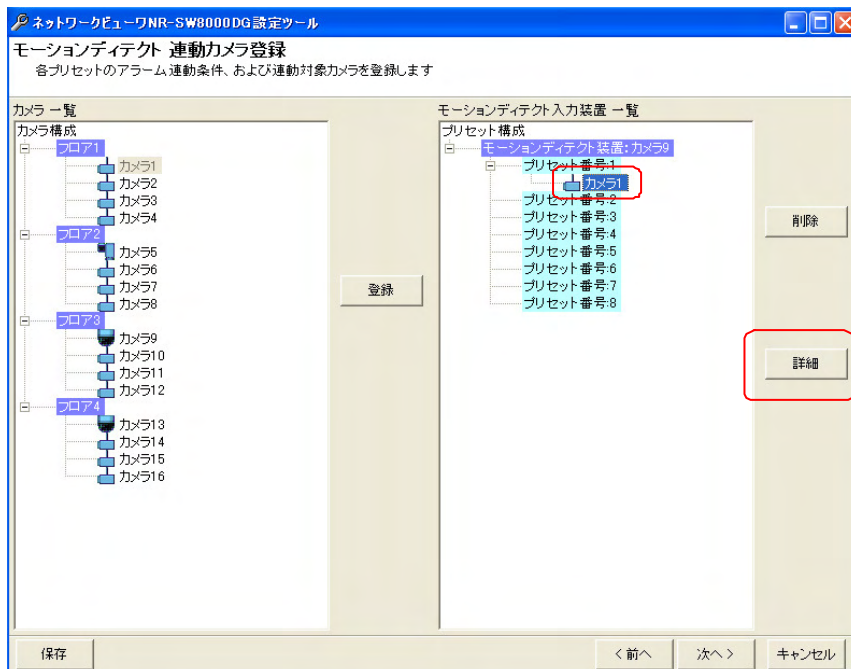 ネットワークビューワNR-SW8000DG設定ツール
モーションディテクト 連動カメラ登録
各プリセットのアラーム連動条件、および連動対象カメラを登録します
カメラ 一覧
カメラ構成
フロア1
カメラ1
カメラ2
カメラ3
カメラ4
フロア2
カメラ5
カメラ6
カメラ7
カメラ8
フロア3
カメラ9
カメラ10
カメラ11
カメラ12
フロア4
カメラ13
カメラ14
カメラ15
カメラ16
登録
モーションディテクト入力装置 一覧
プリセット構成
モーションディテクト装置:カメラ9
プリセット番号:1
カメラ1
プリセット番号:2
プリセット番号:3
プリセット番号:4
プリセット番号:5
プリセット番号:6
プリセット番号:7
プリセット番号:8
削除
詳細
保存
<前へ
次へ>
キャンセル